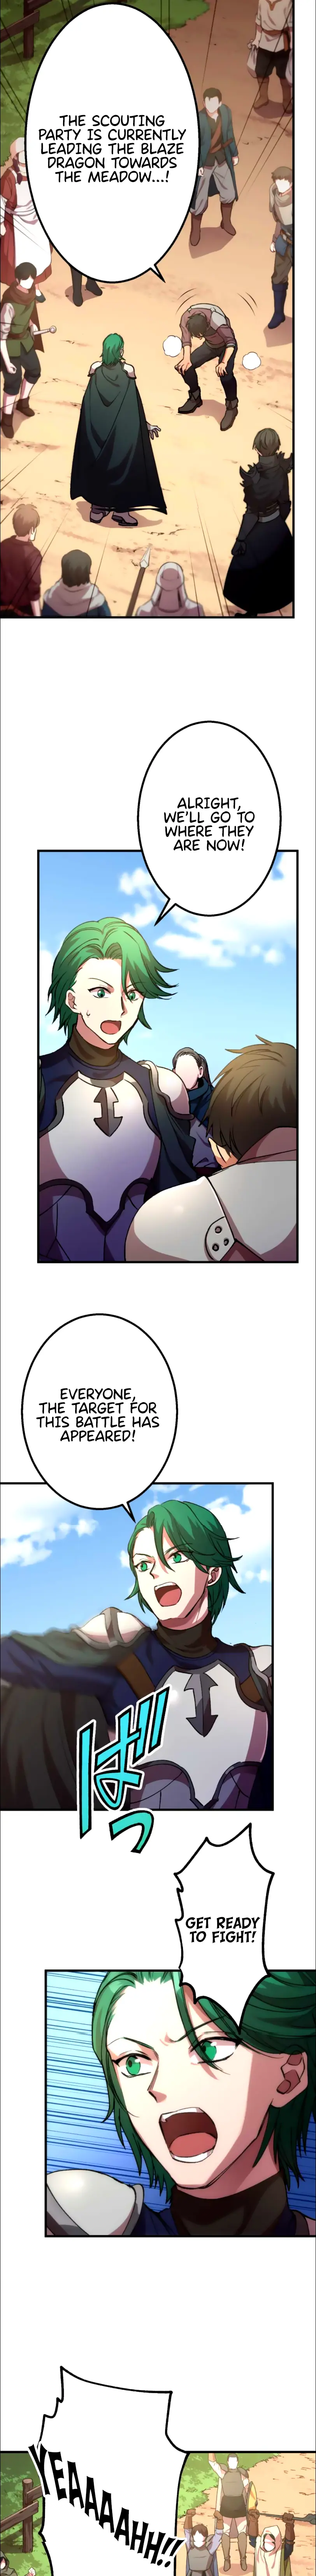 THE SCOUTING
PARTY IS CURRENTLY
LEADING THE BLAZE
DRAGON TOWARDS
THE MEADOW...!
ALRIGHT,
WE'LL GO TO
WHERE THEY
ARE NOW!
EVERYONE,
THE TARGET FOR
THIS BATTLE HAS
APPEARED!
ばっ
GET READY
TO FIGHT!
YEAAAAHH!!